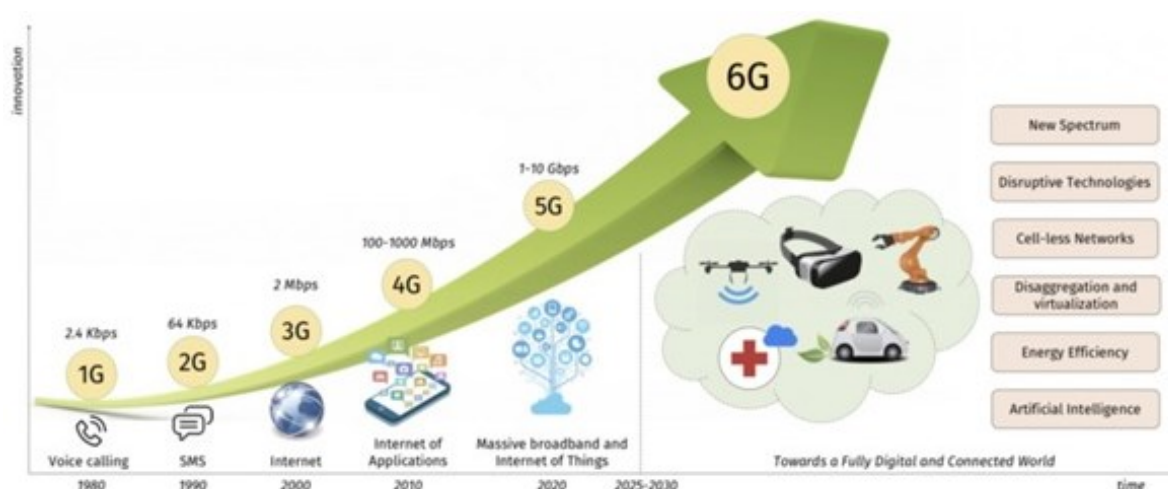 innovation
6G
1-10 Gbps
5G
100-1000 Mbps
4G
2 Mbps
3G
64 Kbps
2G
2.4 Kbps
1G
New Spectrum
Disruptive Technologies
Cell-less Networks
Disaggregation and
virtualization
Energy Efficiency
Artificial Intelligence
Voice calling
SMS
Internet
Internet of
Applications
Massive broadband and
Internet of Things
Towards a Fully Digital and Connected World
1980
1990
2000
2010
2020
2025-2030
time